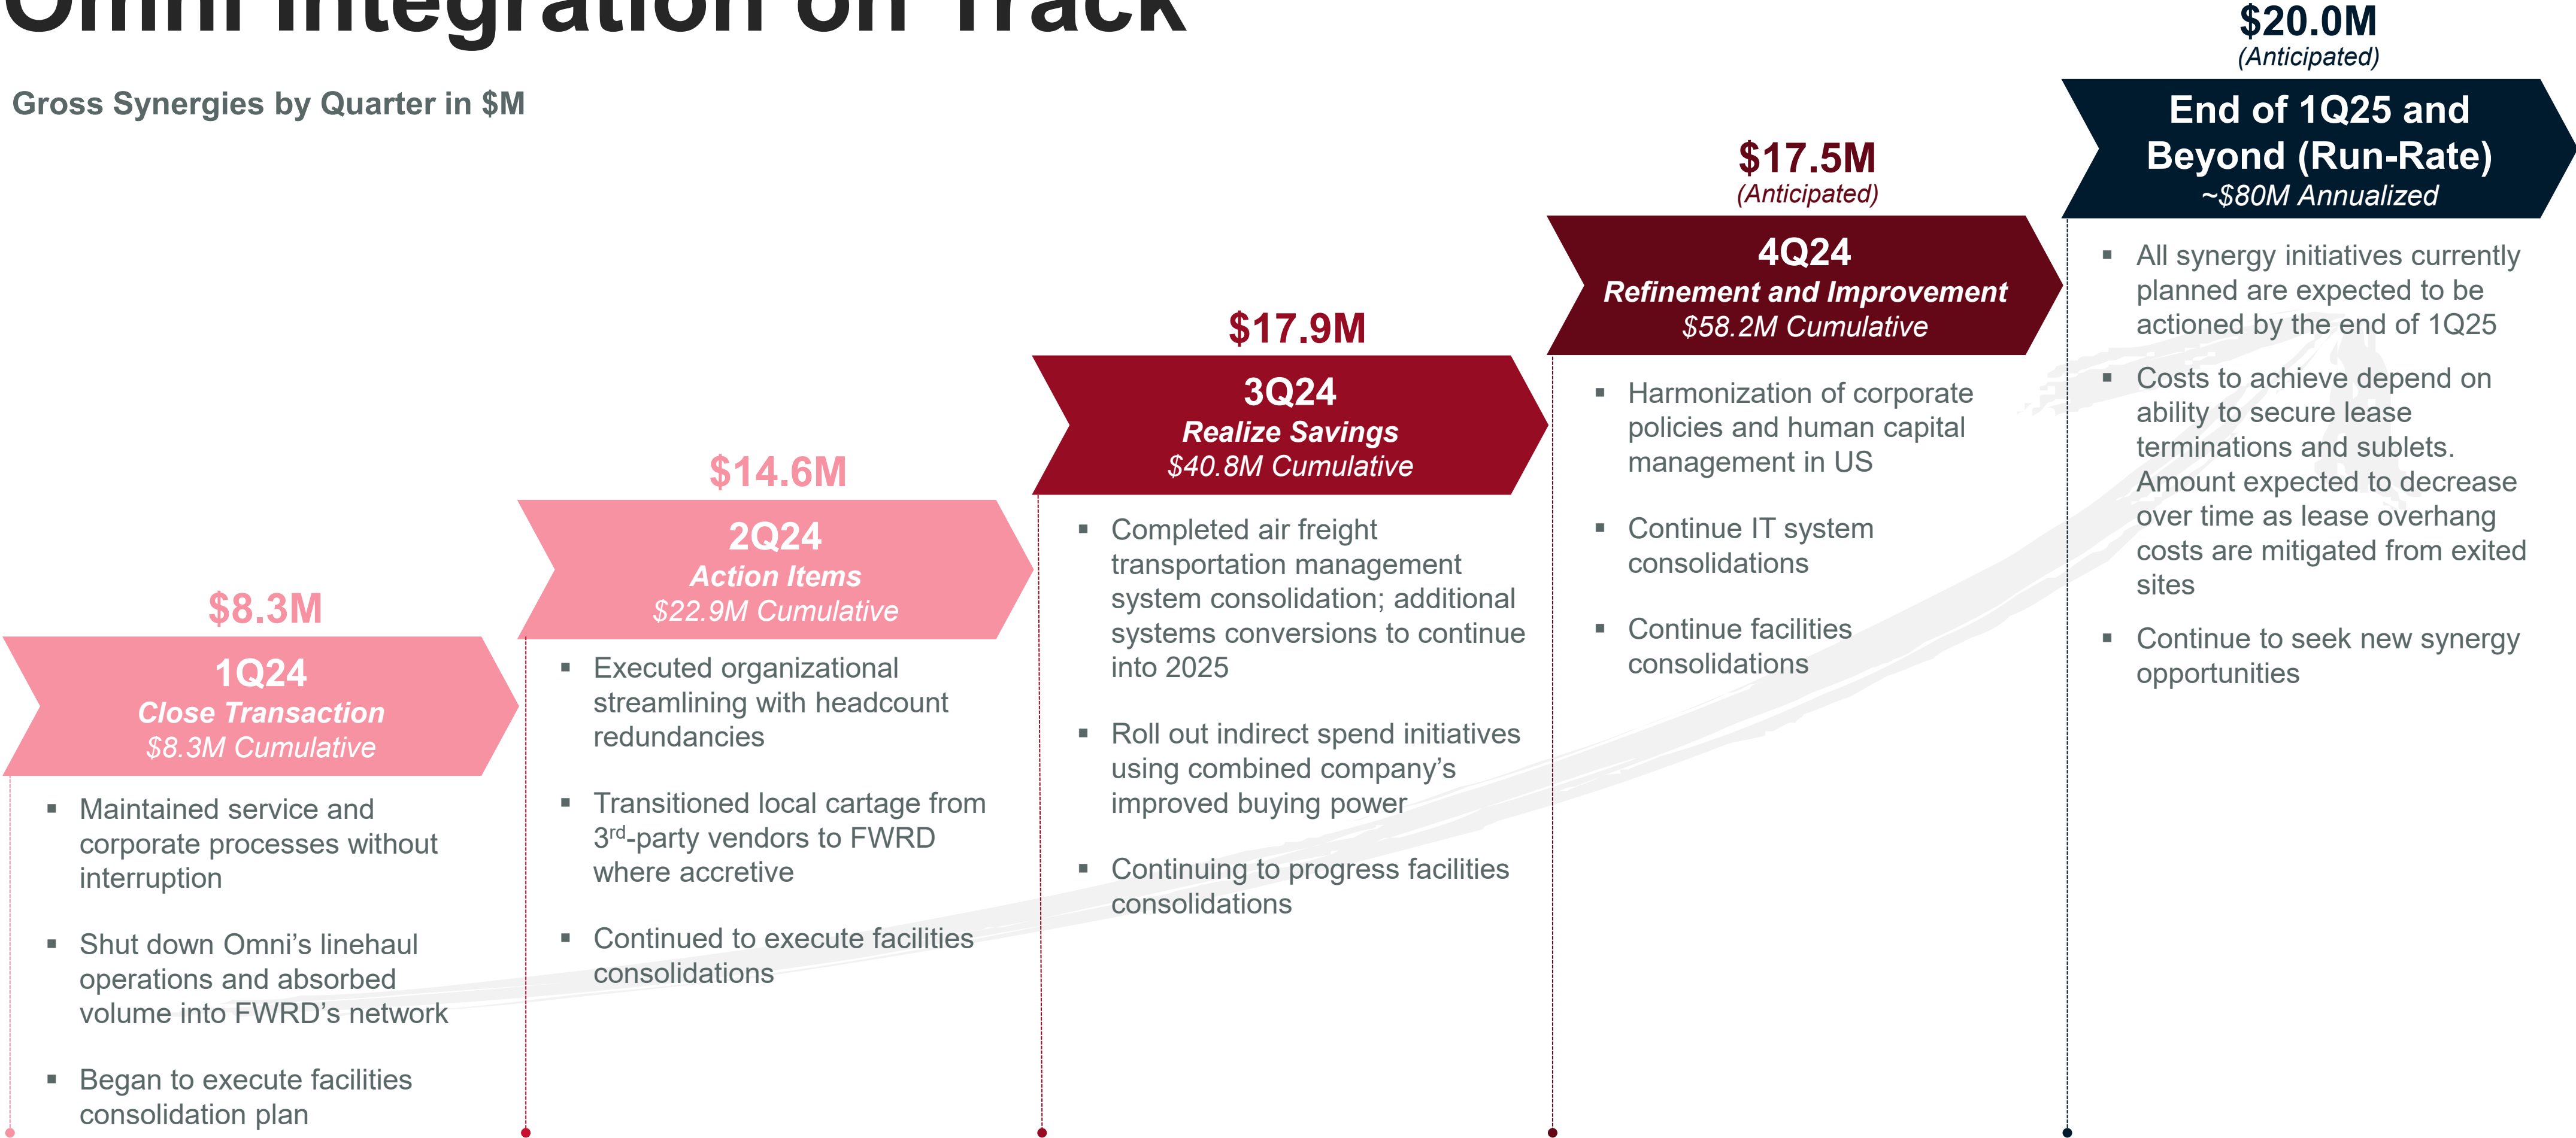 Omni Integration on Track
Gross Synergies by Quarter in $M
$8.3M
1Q24
Close Transaction
$8.3M Cumulative
▪ Maintained service and
corporate processes without
interruption
▪ Shut down Omni’s linehaul
operations and absorbed
volume into FWRD’s network
▪ Began to execute facilities
consolidation plan
$14.6M
2Q24
Action Items
$22.9M Cumulative
▪ Executed organizational
streamlining with headcount
redundancies
▪ Transitioned local cartage from
3rd-party vendors to FWRD
where accretive
▪ Continued to execute facilities
consolidations
$17.9M
3Q24
Realize Savings
$40.8M Cumulative
▪ Completed air freight
transportation management
system consolidation; additional
systems conversions to continue
into 2025
▪ Roll out indirect spend initiatives
using combined company’s
improved buying power
▪ Continuing to progress facilities
consolidations
$17.5M
(Anticipated)
4Q24
Refinement and Improvement
$58.2M Cumulative
▪ Harmonization of corporate
policies and human capital
management in US
▪ Continue IT system
consolidations
▪ Continue facilities
consolidations
$20.0M
(Anticipated)
End of 1Q25 and
Beyond (Run-Rate)
~$80M Annualized
▪ All synergy initiatives currently
planned are expected to be
actioned by the end of 1Q25
▪ Costs to achieve depend on
ability to secure lease
terminations and sublets.
Amount expected to decrease
over time as lease overhang
costs are mitigated from exited
sites
▪ Continue to seek new synergy
opportunities